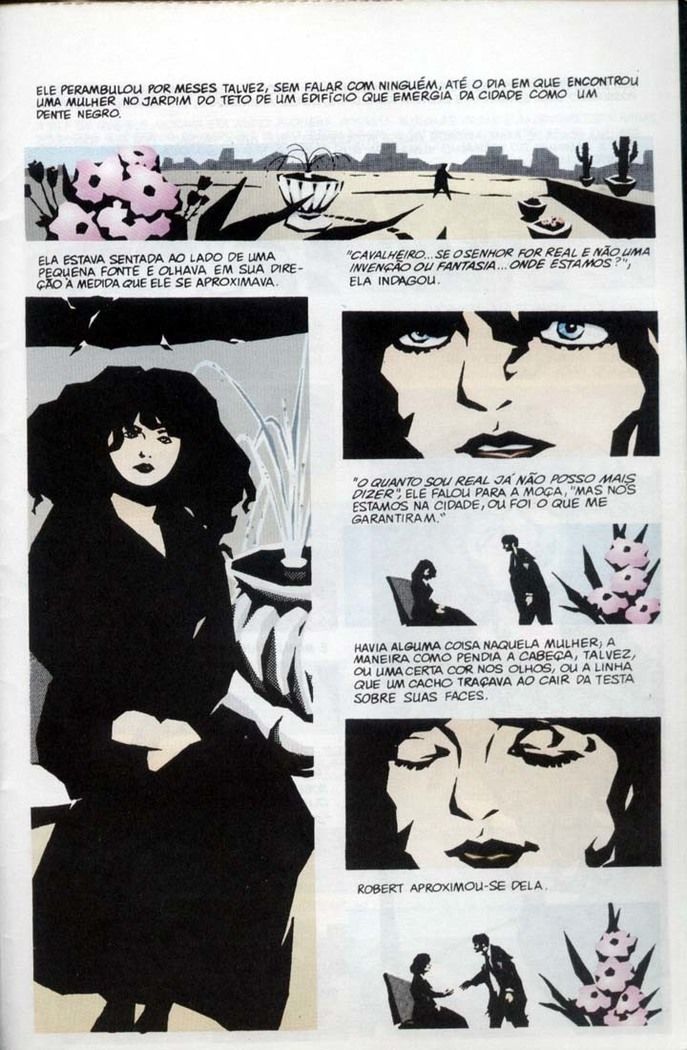 ELE PERAMBULOU POR MESES TALVEZ, SEM FALAR COM NINGUÉM, ATÉ O DIA EM QUE ENCONTROU
UMA MULHER NO JARDIM DO TETO DE UM EDIFÍCIO QUE EMERGIA DA CIDADE COMO UM
DENTE NEGRO.
ELA ESTAVA SENTADA AO LADO DE UMA
PEQUENA FONTE E OLHAVA EM SUA DIRE-
ÇÃO À MEDIDA QUE ELE SE APROXIMAVA.
"CAVALHEIRO... SE O SENHOR FOR REAL E NÃO UMA
INVENÇÃO OU FANTASIA... ONDE ESTAMOS?",
ELA INDAGOU.
"O QUANTO SOU REAL JÁ NÃO POSSO MAIS
DIZER", ELE FALOU PARA A MOÇA, "MAS NÓS
ESTAMOS NA CIDADE, OU FOI O QUE ME
GARANTIRAM."
HAVIA ALGUMA COISA NAQUELA MULHER; A
MANEIRA COMO PENDIA A CABEÇA, TALVEZ,
OU UMA CERTA COR NOS OLHOS, OU A LINHA
QUE UM CACHO TRAÇAVA AO CAIR DA TESTA
SOBRE SUAS FACES.
ROBERT APROXIMOU-SE DELA.